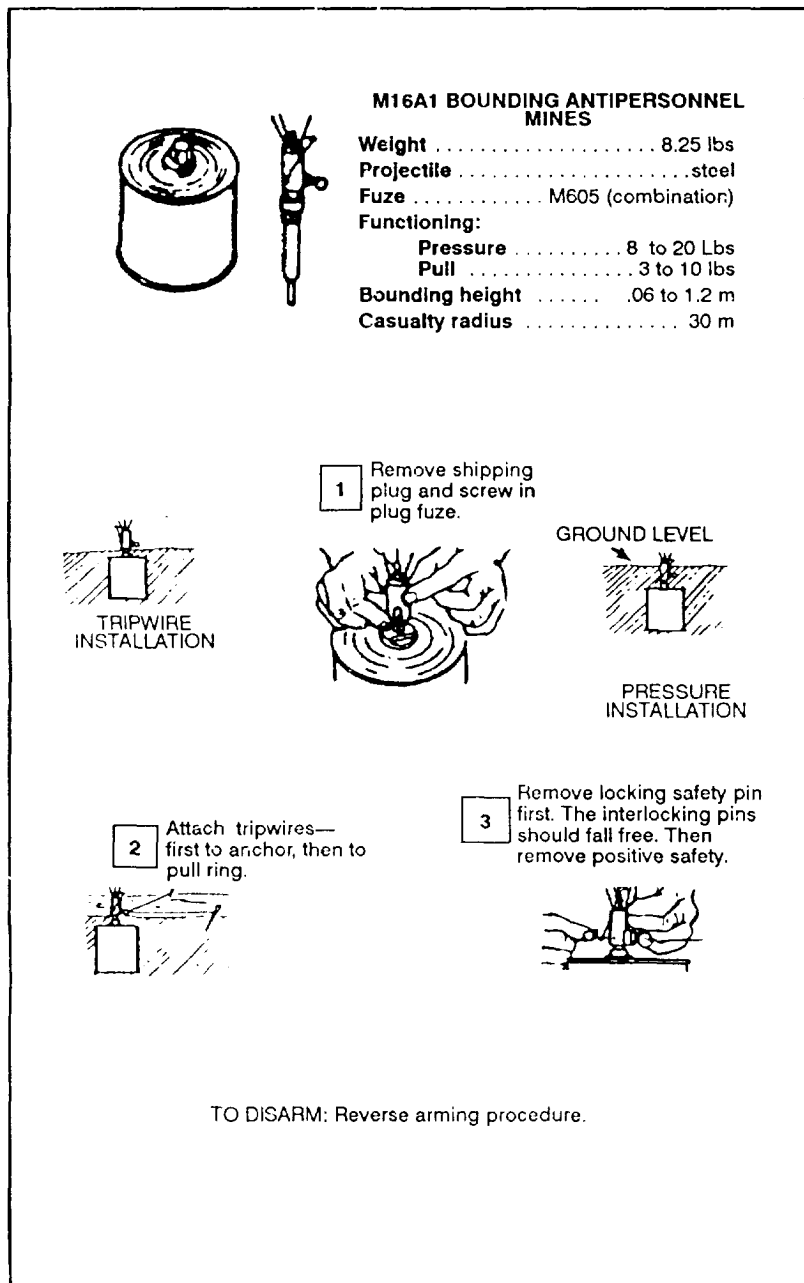 M16A1 BOUNDING ANTIPERSONNEL
MINES
Weight . . . . . . . . . . . . . . . . . . . . 8.25 lbs
Projectile . . . . . . . . . . . . . . . . . . . . . steel
Fuze . . . . . . . . . . . . M605 (combination)
Functioning:
Pressure . . . . . . . . . . 8 to 20 Lbs
Pull . . . . . . . . . . . . . . 3 to 10 lbs
Bounding height . . . . . . .06 to 1.2 m
Casualty radius . . . . . . . . . . . . . . 30 m
1 Remove shipping
plug and screw in
plug fuze.
TRIPWIRE
INSTALLATION
GROUND LEVEL
PRESSURE
INSTALLATION
2 Attach tripwires—
first to anchor, then to
pull ring.
3 Remove locking safety pin
first. The interlocking pins
should fall free. Then
remove positive safety.
TO DISARM: Reverse arming procedure.